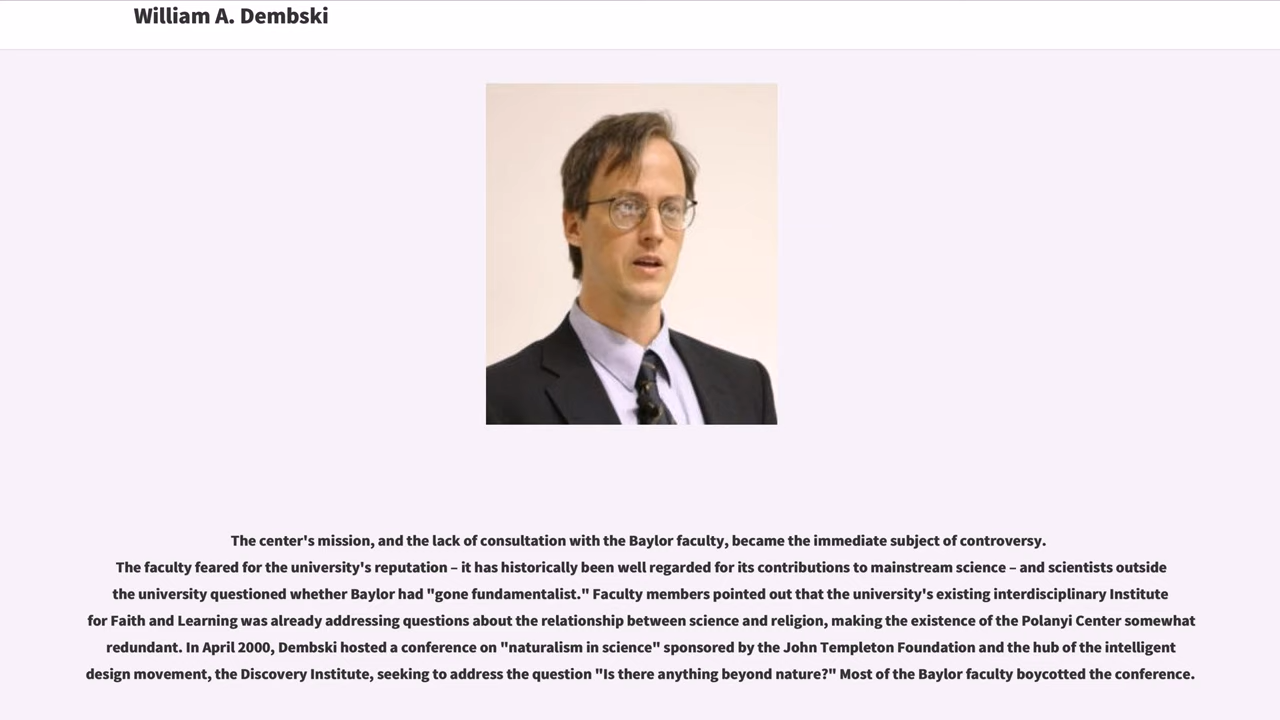 William A. Dembski
The center's mission, and the lack of consultation with the Baylor faculty, became the immediate subject of controversy.
The faculty feared for the university's reputation – it has historically been well regarded for its contributions to mainstream science – and scientists outside
the university questioned whether Baylor had "gone fundamentalist." Faculty members pointed out that the university's existing interdisciplinary Institute
for Faith and Learning was already addressing questions about the relationship between science and religion, making the existence of the Polanyi Center somewhat
redundant. In April 2000, Dembski hosted a conference on "naturalism in science" sponsored by the John Templeton Foundation and the hub of the intelligent
design movement, the Discovery Institute, seeking to address the question "Is there anything beyond nature?" Most of the Baylor faculty boycotted the conference.